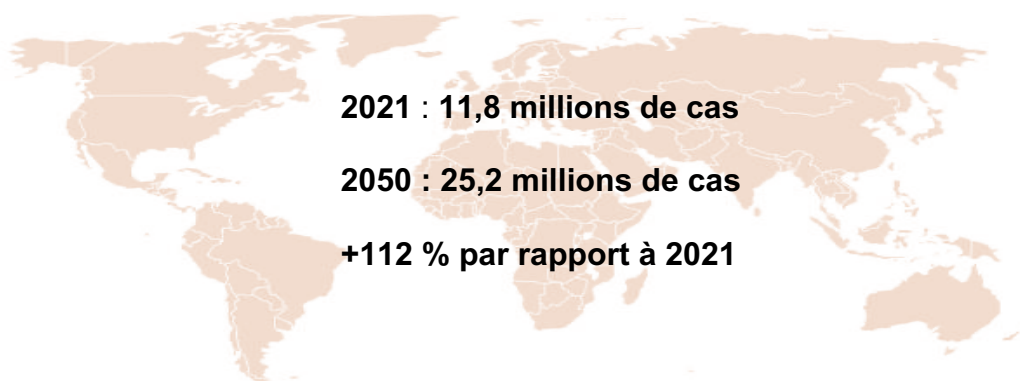 2021 : 11,8 millions de cas
2050 : 25,2 millions de cas
+112 % par rapport à 2021